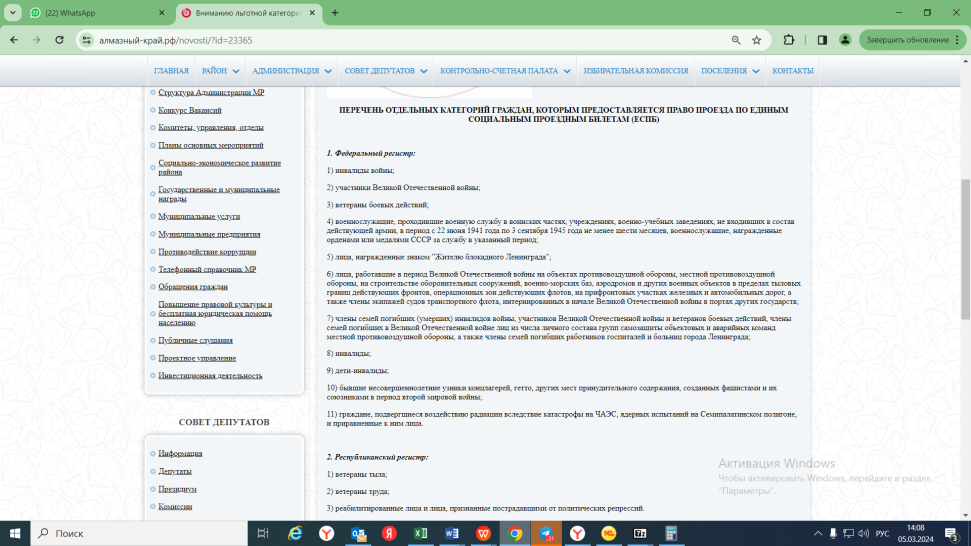 (22) WhatsApp
Вниманию льготной категори
алмазный-край.рф/novosti/?id=23365
Завершить обновление
ГЛАВНАЯ
РАЙОН
АДМИНИСТРАЦИЯ
СОВЕТ ДЕПУТАТОВ
КОНТРОЛЬНО-СЧЕТНАЯ ПАЛАТА
ИЗБИРАТЕЛЬНАЯ КОМИССИЯ
ПОСЕЛЕНИЯ
КОНТАКТЫ
Структура Администрации МР
Конкурс Вакансий
Комитеты, управления, отделы
Планы основных мероприятий
Социально-экономическое развитие
района
Государственные и муниципальные
награды
Муниципальные услуги
Муниципальные предприятия
Противодействие коррупции
Телефонный справочник МР
Обращения граждан
Повышение правовой культуры и
бесплатная юридическая помощь
населению
Публичные слушания
Проектное управление
Инвестиционная деятельность
СОВЕТ ДЕПУТАТОВ
Информация
Депутаты
Президиум
Комиссии
ПЕРЕЧЕНЬ ОТДЕЛЬНЫХ КАТЕГОРИЙ ГРАЖДАН, КОТОРЫМ ПРЕДОСТАВЛЯЕТСЯ ПРАВО ПРОЕЗДА ПО ЕДИНЫМ
СОЦИАЛЬНЫМ ПРОЕЗДНЫМ БИЛЕТАМ (ЕСПБ)
1. Федеральный регистр:
1) инвалиды войны;
2) участники Великой Отечественной войны;
3) ветераны боевых действий;
4) военнослужащие, проходившие военную службу в воинских частях, учреждениях, военно-учебных заведениях, не входивших в состав
действующей армии, в период с 22 июня 1941 года по 3 сентября 1945 года не менее шести месяцев, военнослужащие, награжденные
орденами или медалями СССР за службу в указанный период;
5) лица, награжденные знаком "Жителю блокадного Ленинграда";
6) лица, работавшие в период Великой Отечественной войны на объектах противовоздушной обороны, местной противовоздушной
обороны, на строительстве оборонительных сооружений, военно-морских баз, аэродромов и других военных объектов в пределах тыловых
границ действующих фронтов, операционных зон действующих флотов, на прифронтовых участках железных и автомобильных дорог, а
также члены экипажей судов транспортного флота, интернированных в начале Великой Отечественной войны в портах других государств;
7) члены семей погибших (умерших) инвалидов войны, участников Великой Отечественной войны и ветеранов боевых действий, члены
семей погибших в Великой Отечественной войне лиц из числа личного состава групп самозащиты объектовых и аварийных команд
местной противовоздушной обороны, а также члены семей погибших работников госпиталей и больниц города Ленинграда;
8) инвалиды;
9) дети-инвалиды;
10) бывшие несовершеннолетние узники концлагерей, гетто, других мест принудительного содержания, созданных фашистами и их
союзниками в период второй мировой войны;
11) граждане, подвергшиеся воздействию радиации вследствие катастрофы на ЧАЭС, ядерных испытаний на Семипалатинском полигоне,
и приравненные к ним лица.
2. Республиканский регистр:
1) ветераны тыла;
2) ветераны труда;
3) реабилитированные лица и лица, признанные пострадавшими от политических репрессий.
Активация Windows
Чтобы активировать Windows, перейдите в раздел
"Параметры".
Поиск
РУС
14:08
05.03.2024